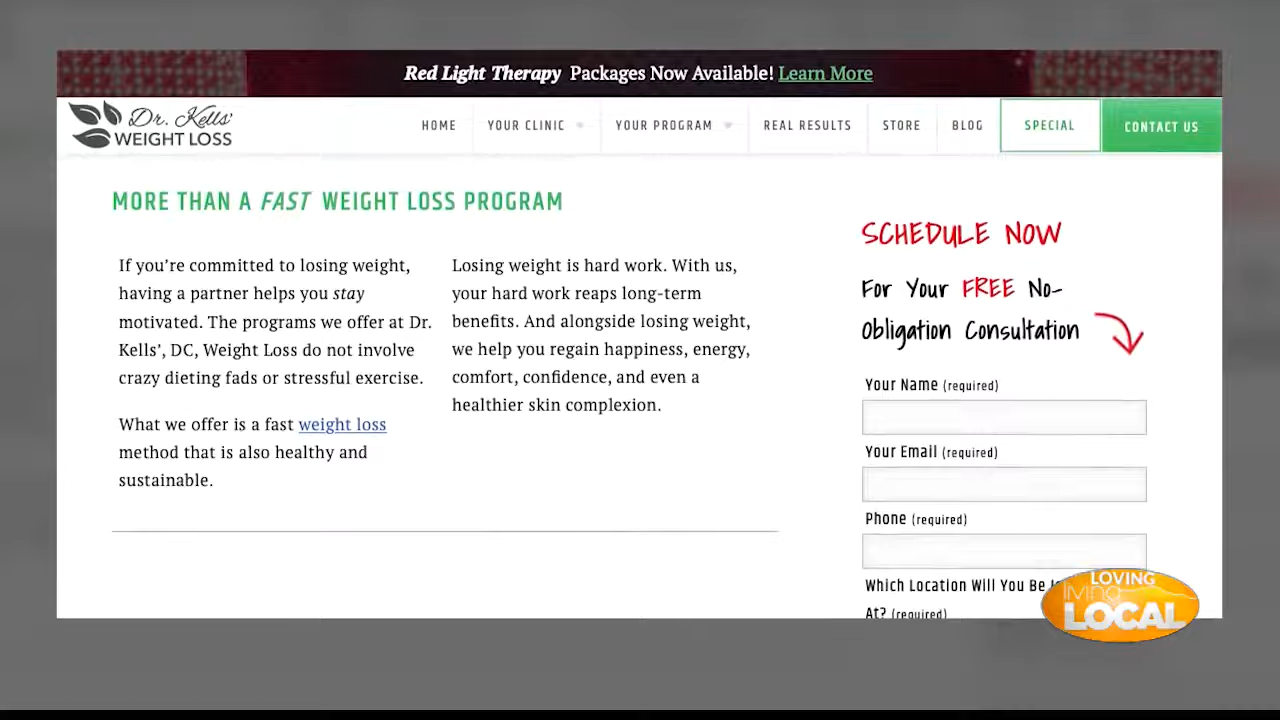 Red Light Therapy Packages Now Available! Learn More
Dr. Kells'
WEIGHT LOSS
HOME YOUR CLINIC YOUR PROGRAM REAL RESULTS STORE BLOG SPECIAL CONTACT US
MORE THAN A FAST WEIGHT LOSS PROGRAM
If you’re committed to losing weight,
having a partner helps you stay
motivated. The programs we offer at Dr.
Kells’, DC, Weight Loss do not involve
crazy dieting fads or stressful exercise.
What we offer is a fast weight loss
method that is also healthy and
sustainable.
Losing weight is hard work. With us,
your hard work reaps long-term
benefits. And alongside losing weight,
we help you regain happiness, energy,
comfort, confidence, and even a
healthier skin complexion.
SCHEDULE NOW
For Your FREE No-
Obligation Consultation
Your Name (required)
Your Email (required)
Phone (required)
Which Location Will You Be
At? (required)
LOVING
living
LOCAL